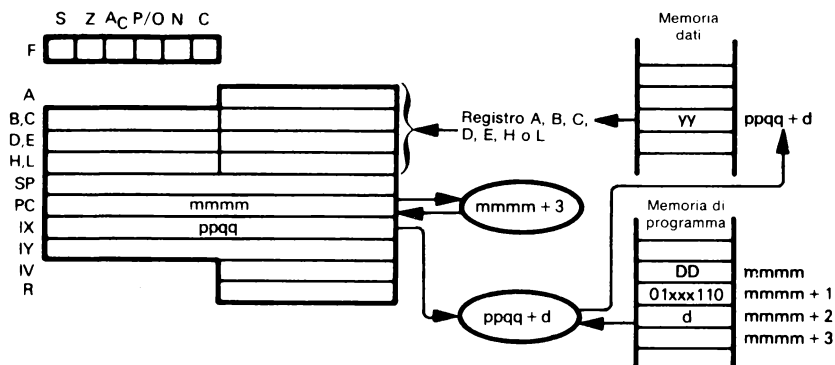 S Z AC P/O N C
F
A
B,C
D,E
H,L
SP
PC mmmm
IX ppqq
IY
IV
R
Registro A, B, C,
D, E, H o L
mmmm + 3
ppqq + d
Memoria
dati
yy ppqq + d
Memoria di
programma
DD mmmm
01xxx110 mmmm + 1
d mmmm + 2
mmmm + 3